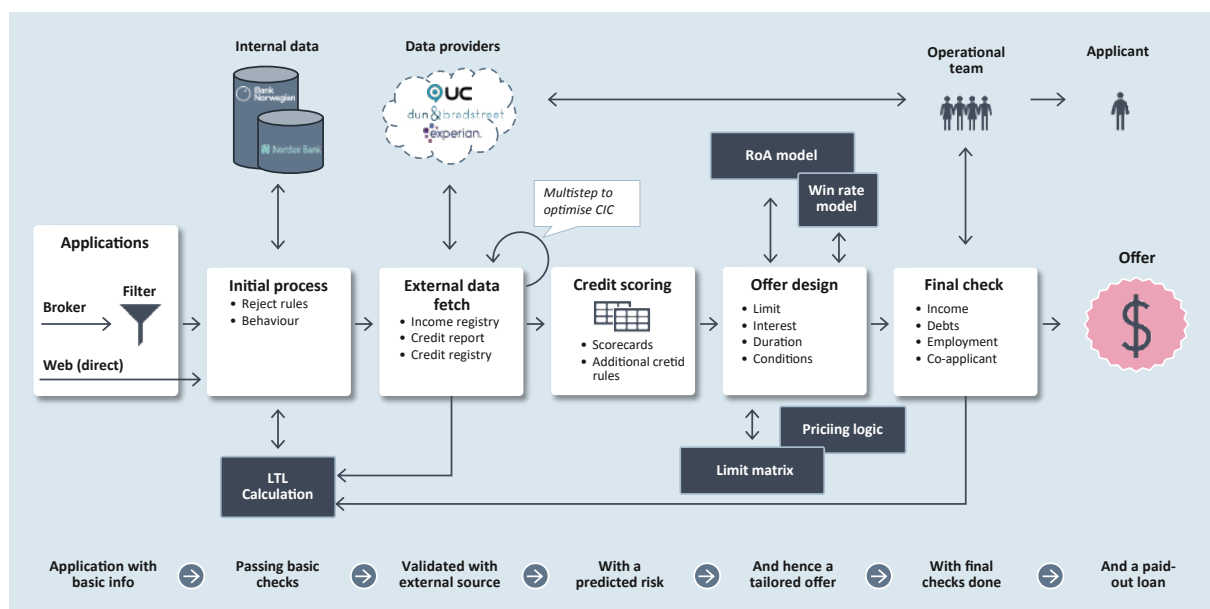 Internal data
Data providers
Operational
team
Applicant
Bank
Norwegian
Nordax Bank
UC
dun & bradstreet
experian.
RoA model
Win rate
model
Multistep to
optimise CIC
Applications
Broker
Filter
Web (direct)
Initial process
• Reject rules
• Behaviour
External data
fetch
• Income registry
• Credit report
• Credit registry
Credit scoring
• Scorecards
• Additional cretid
rules
Offer design
• Limit
• Interest
• Duration
• Conditions
Final check
• Income
• Debts
• Employment
• Co-applicant
Offer
$
LTL
Calculation
Priciing logic
Limit matrix
Application with
basic info
Passing basic
checks
Validated with
external source
With a
predicted risk
And hence a
tailored offer
With final
checks done
And a paid-
out loan